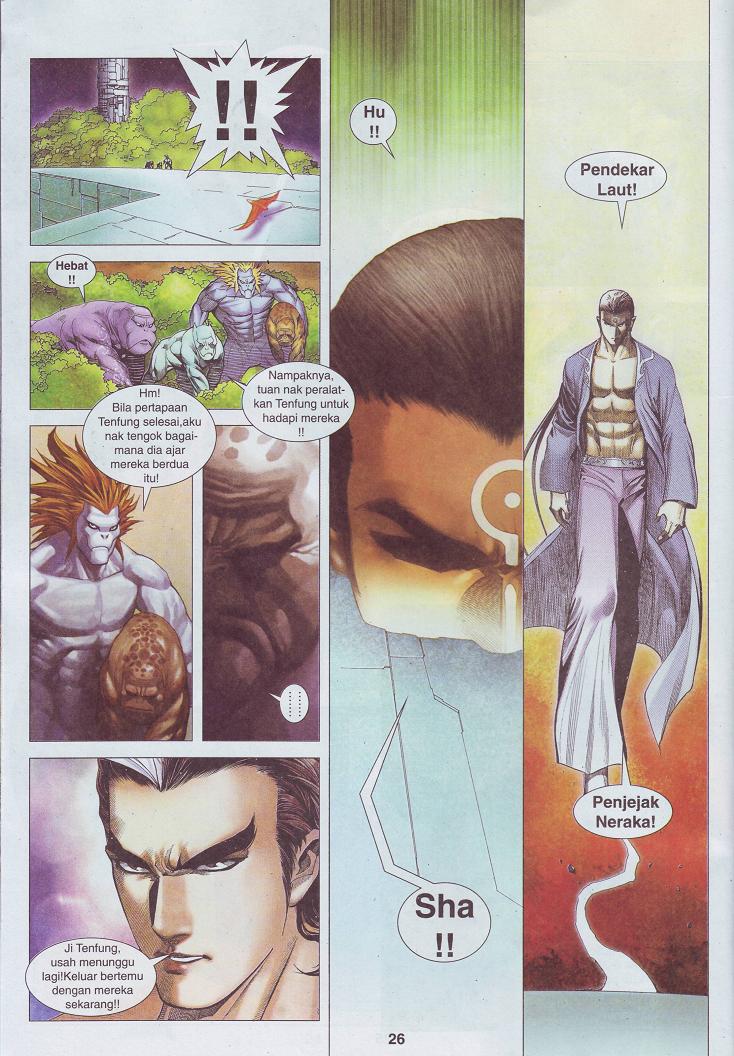 !!
Hebat
!!
Nampaknya,
tuan nak peralat-
kan Tenfung untuk
hadapi mereka
!!
Hm!
Bila pertapaan
Tenfung selesai,aku
nak tengok bagai-
mana dia ajar
mereka berdua
itu!
Ji Tenfung,
usah menunggu
lagi!Keluar bertemu
dengan mereka
sekarang!!
Hu
!!
Sha
!!
Pendekar
Laut!
Penjejak
Neraka!
26